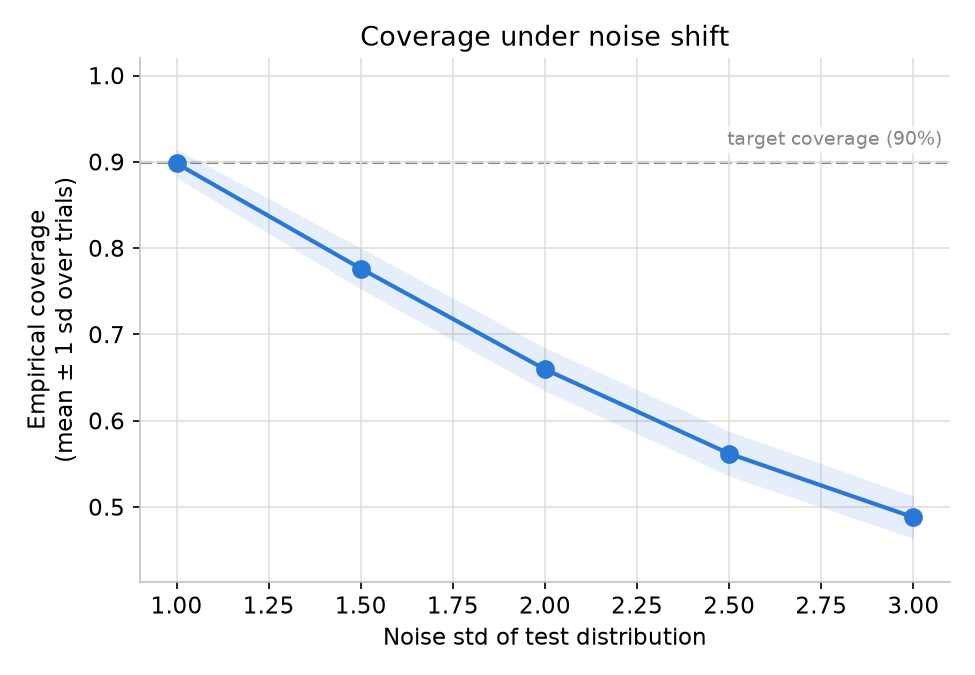 Coverage under noise shift
1.0
0.9
0.8
0.7
0.6
0.5
Empirical coverage
(mean ± 1 sd over trials)
target coverage (90%)
1.00 1.25 1.50 1.75 2.00 2.25 2.50 2.75 3.00
Noise std of test distribution